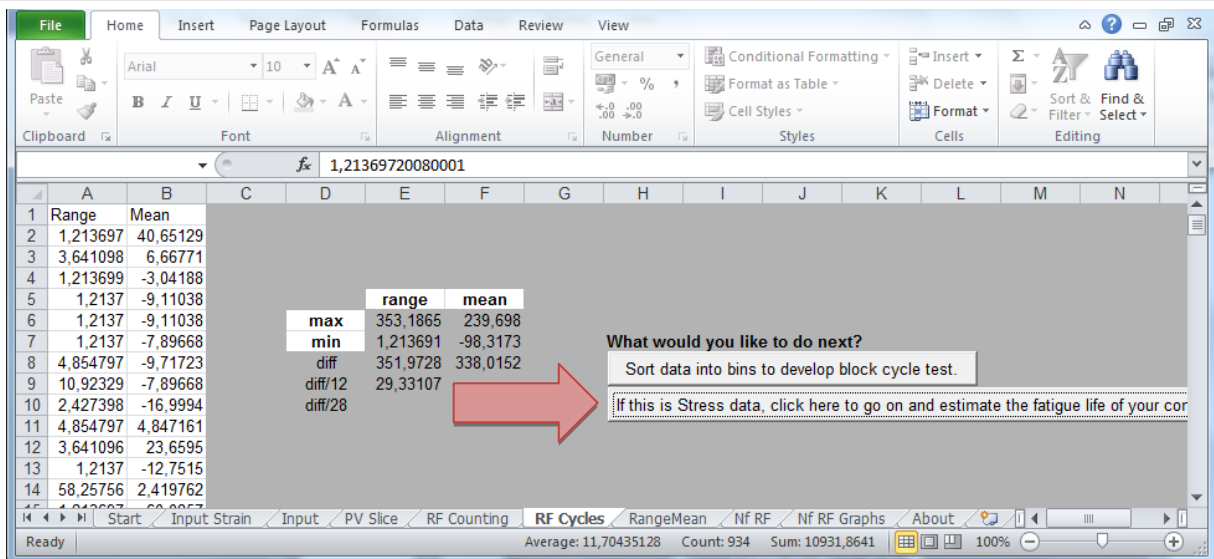 File Home Insert Page Layout Formulas Data Review View
Arial 10 A A General Conditional Formatting Insert Σ
Paste B I U A % , Format as Table Delete Sort & Find &
,0 ,00 ,00 ,0 Cell Styles Format Filter Select
Clipboard Font Alignment Number Styles Cells Editing
fx 1,21369720080001
A B C D E F G H I J K L M N
1 Range Mean
2 1,213697 40,65129
3 3,641098 6,66771
4 1,213699 -3,04188
5 1,2137 -9,11038 range mean
6 1,2137 -9,11038 max 353,1865 239,698
7 1,2137 -7,89668 min 1,213691 -98,3173 What would you like to do next?
8 4,854797 -9,71723 diff 351,9728 338,0152 Sort data into bins to develop block cycle test.
9 10,92329 -7,89668 diff/12 29,33107
10 2,427398 -16,9994 diff/28 If this is Stress data, click here to go on and estimate the fatigue life of your cor
11 4,854797 4,847161
12 3,641096 23,6595
13 1,2137 -12,7515
14 58,25756 2,419762
Start Input Strain Input PV Slice RF Counting RF Cycles RangeMean Nf RF Nf RF Graphs About
Ready Average: 11,70435128 Count: 934 Sum: 10931,8641 100%